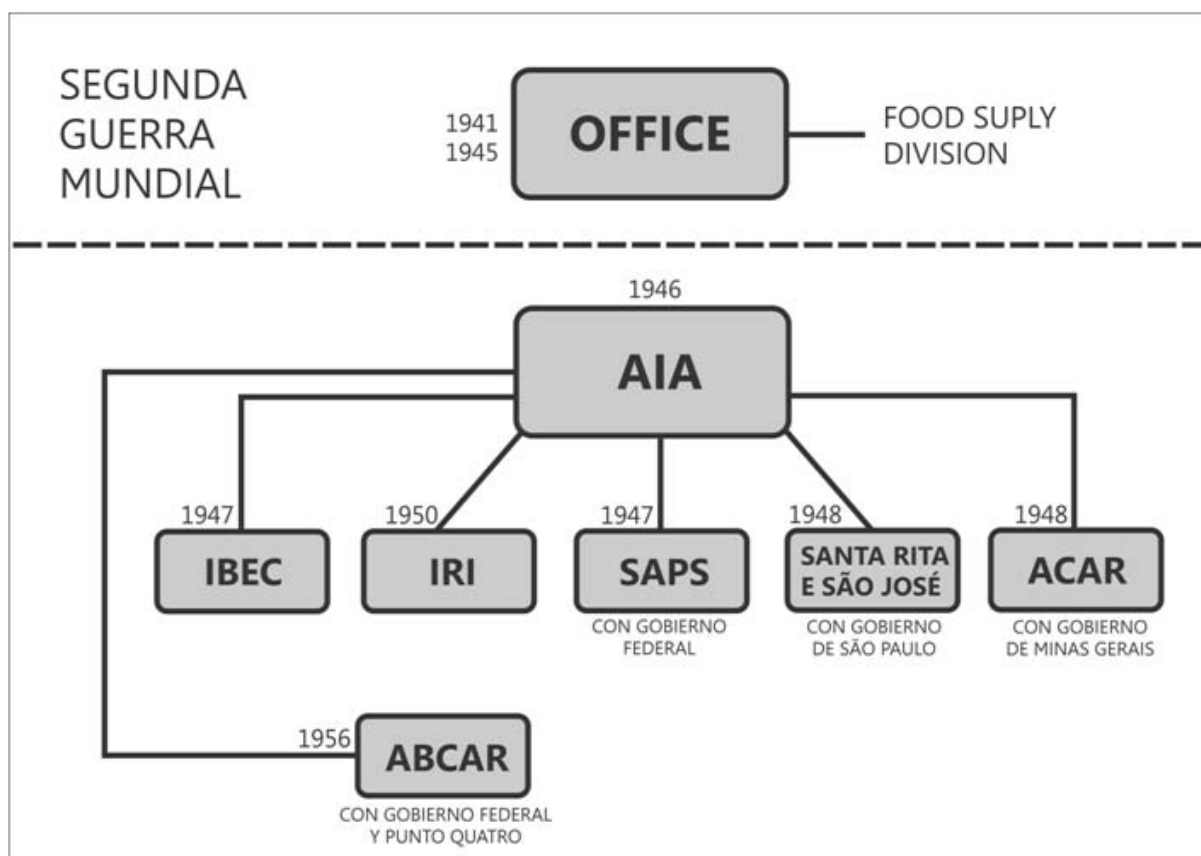 SEGUNDA
GUERRA
MUNDIAL
1941
1945
OFFICE
FOOD SUPLY
DIVISION
1946
AIA
1947
IBEC
1950
IRI
1947
SAPS
CON GOBIERNO
FEDERAL
1948
SANTA RITA
E SÃO JOSÉ
CON GOBIERNO
DE SÃO PAULO
1948
ACAR
CON GOBIERNO
DE MINAS GERAIS
1956
ABCAR
CON GOBIERNO FEDERAL
Y PUNTO QUATRO